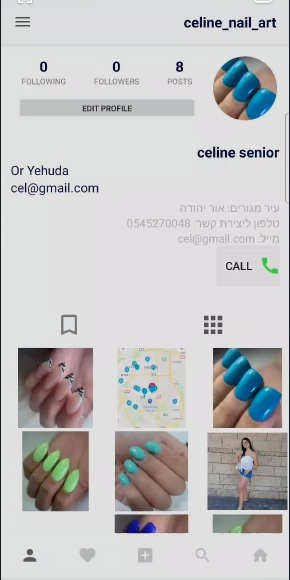 celine_nail_art
0 0 8
FOLLOWING FOLLOWERS POSTS
EDIT PROFILE
celine senior
Or Yehuda
cel@gmail.com
עיר מגורים: אור יהודה
טלפון ליצירת קשר: 0545270048
מייל: cel@gmail.com
CALL